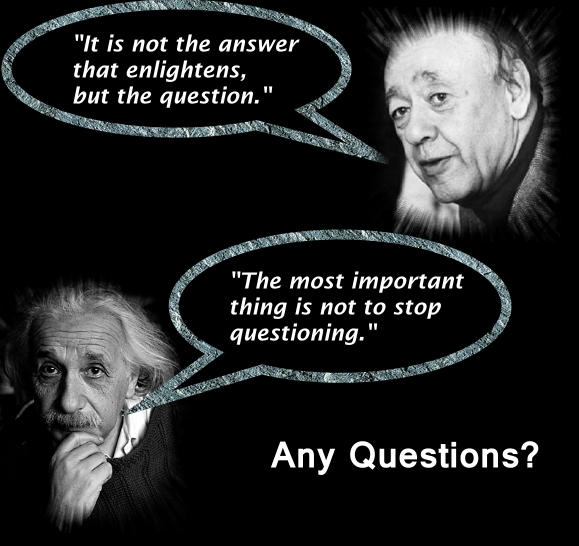 "It is not the answer
that enlightens,
but the question."
"The most important
thing is not to stop
questioning."
Any Questions?